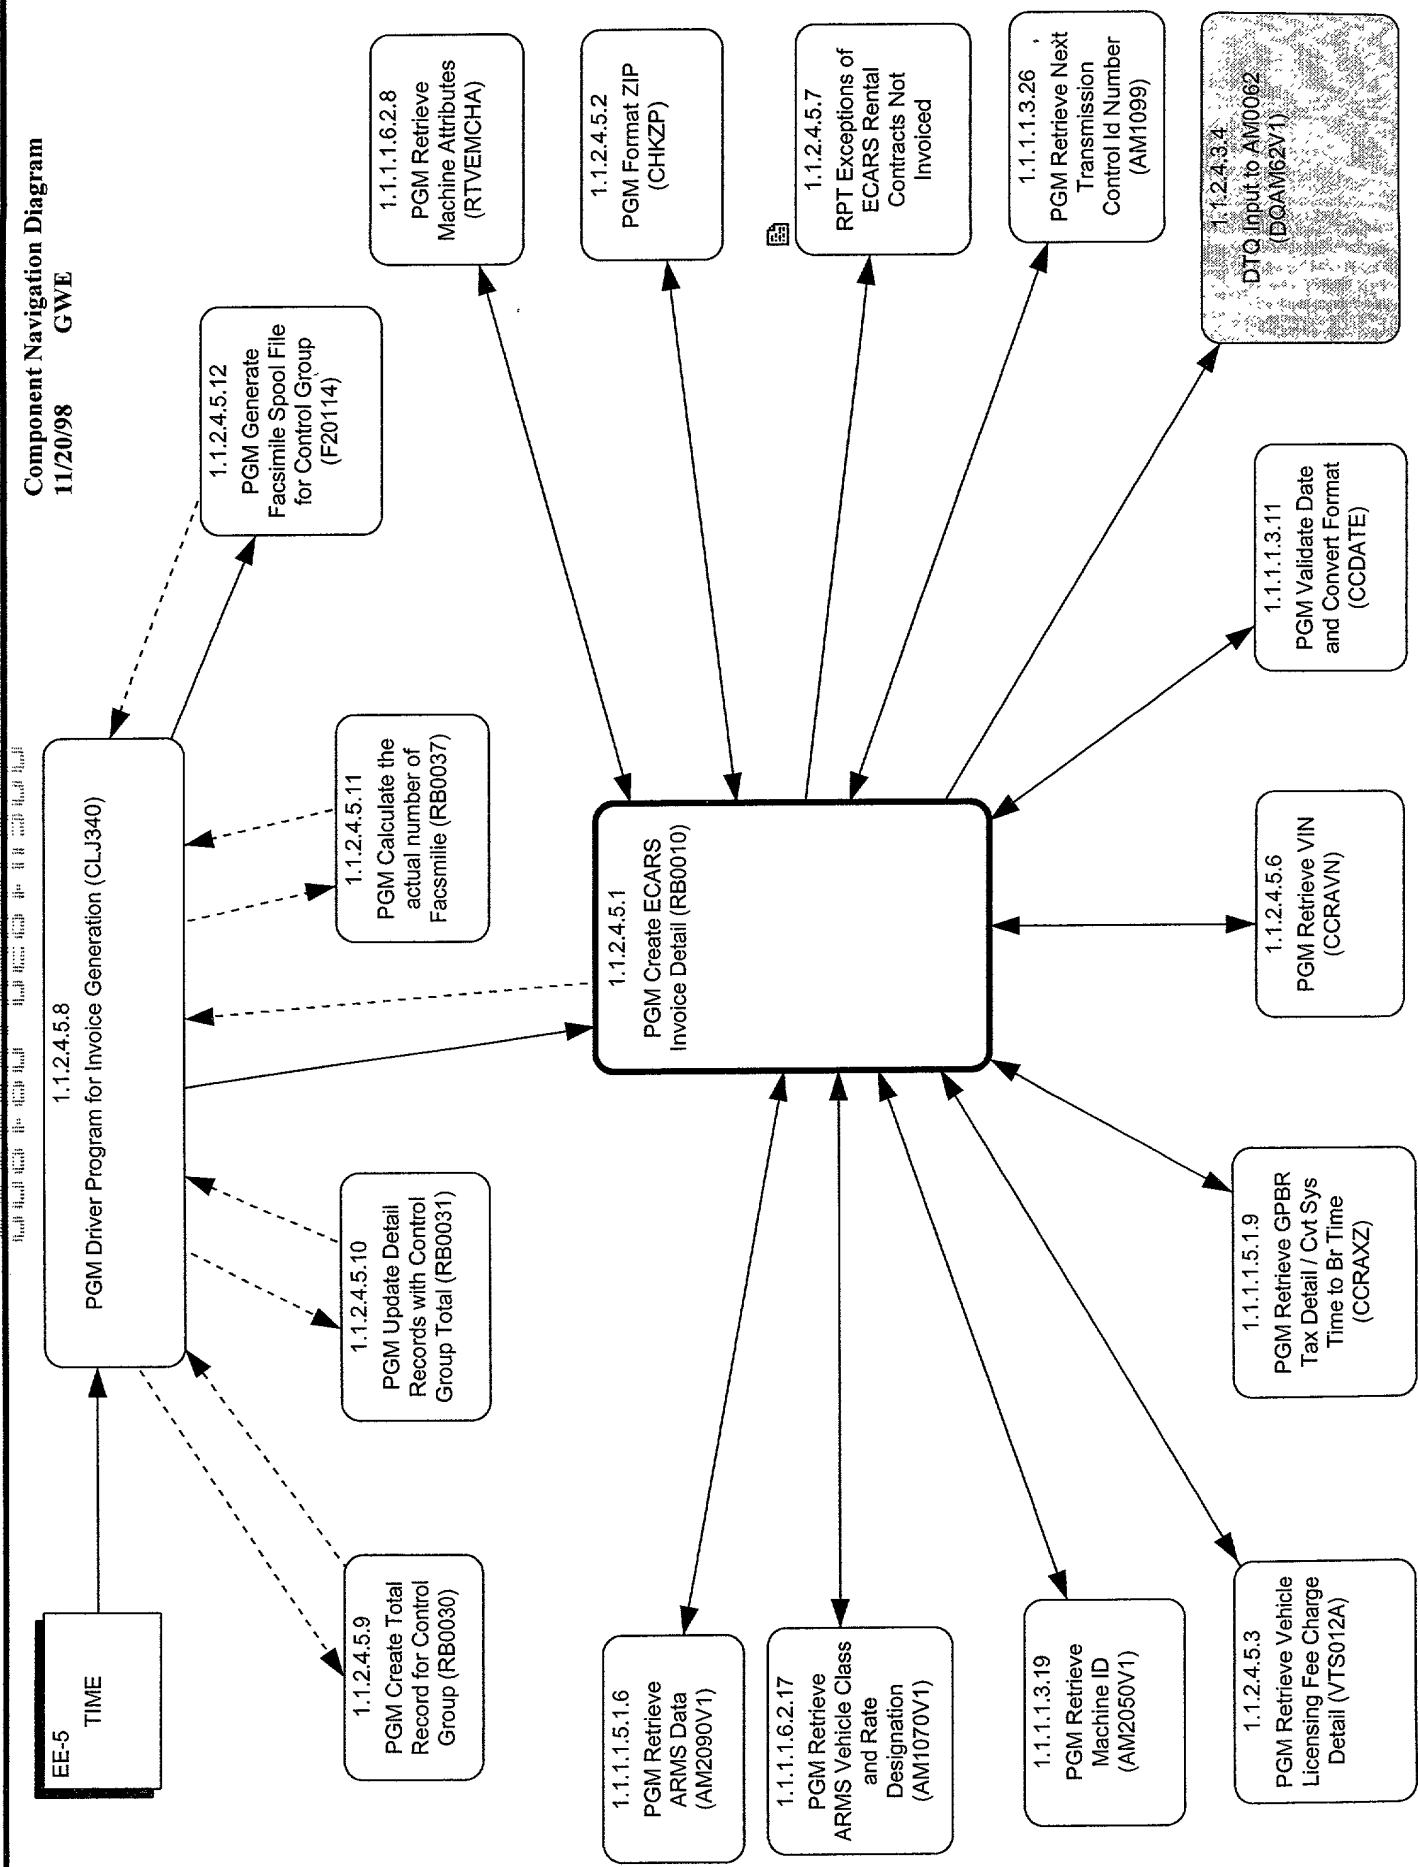 Component Navigation Diagram
11/20/98 GWE
EE-5
TIME
1.1.2.4.5.8
PGM Driver Program for Invoice Generation (CLJ340)
1.1.2.4.5.12
PGM Generate
Facsimile Spool File
for Control Group
(F20114)
1.1.2.4.5.9
PGM Create Total
Record for Control
Group (RB0030)
1.1.2.4.5.10
PGM Update Detail
Records with Control
Group Total (RB0031)
1.1.2.4.5.11
PGM Calculate the
actual number of
Facsmilie (RB0037)
1.1.1.1.6.2.8
PGM Retrieve
Machine Attributes
(RTVEMCHA)
1.1.1.1.5.1.6
PGM Retrieve
ARMS Data
(AM2090V1)
1.1.2.4.5.1
PGM Create ECARS
Invoice Detail (RB0010)
1.1.2.4.5.2
PGM Format ZIP
(CHKZP)
1.1.1.1.6.2.17
PGM Retrieve
ARMS Vehicle Class
and Rate
Designation
(AM1070V1)
1.1.2.4.5.7
RPT Exceptions of
ECARS Rental
Contracts Not
Invoiced
1.1.1.1.3.19
PGM Retrieve
Machine ID
(AM2050V1)
1.1.1.1.3.26
PGM Retrieve Next
Transmission
Control Id Number
(AM1099)
1.1.2.4.5.3
PGM Retrieve Vehicle
Licensing Fee Charge
Detail (VTS012A)
1.1.1.1.5.1.9
PGM Retrieve GPBR
Tax Detail / Cvt Sys
Time to Br Time
(CCRAXZ)
1.1.2.4.5.6
PGM Retrieve VIN
(CCRAVN)
1.1.1.1.3.11
PGM Validate Date
and Convert Format
(CCDATE)
1.1.2.4.3.4
DTQ Input to AM0062
(DQAM62V1)